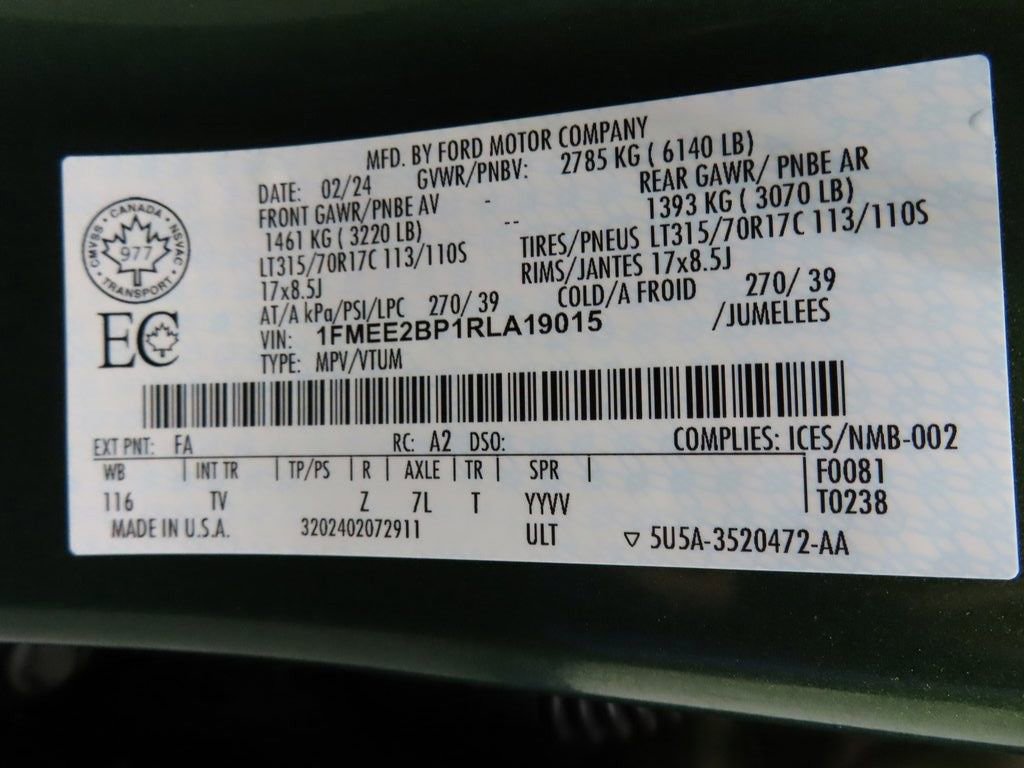 MFD. BY FORD MOTOR COMPANY
DATE: 02/24 GVWR/PNBV: 2785 KG ( 6140 LB)
FRONT GAWR/PNBE AV - REAR GAWR/ PNBE AR
1461 KG ( 3220 LB) -- 1393 KG ( 3070 LB)
LT315/70R17C 113/110S TIRES/PNEUS LT315/70R17C 113/110S
17x8.5J RIMS/JANTES 17x8.5J
AT/A kPa/PSI/LPC 270/ 39 COLD/A FROID 270/ 39
VIN: 1FMEE2BP1RLA19015 /JUMELEES
TYPE: MPV/VTUM
CANADA
CMVSS • NSVAC
977
TRANSPORT
EC
EXT PNT: FA RC: A2 DSO: COMPLIES: ICES/NMB-002
WB | INT TR | TP/PS | R | AXLE | TR | SPR | F0081
116 TV Z 7L T YYVV T0238
MADE IN U.S.A. 3202402072911 ULT ▽ 5U5A-3520472-AA